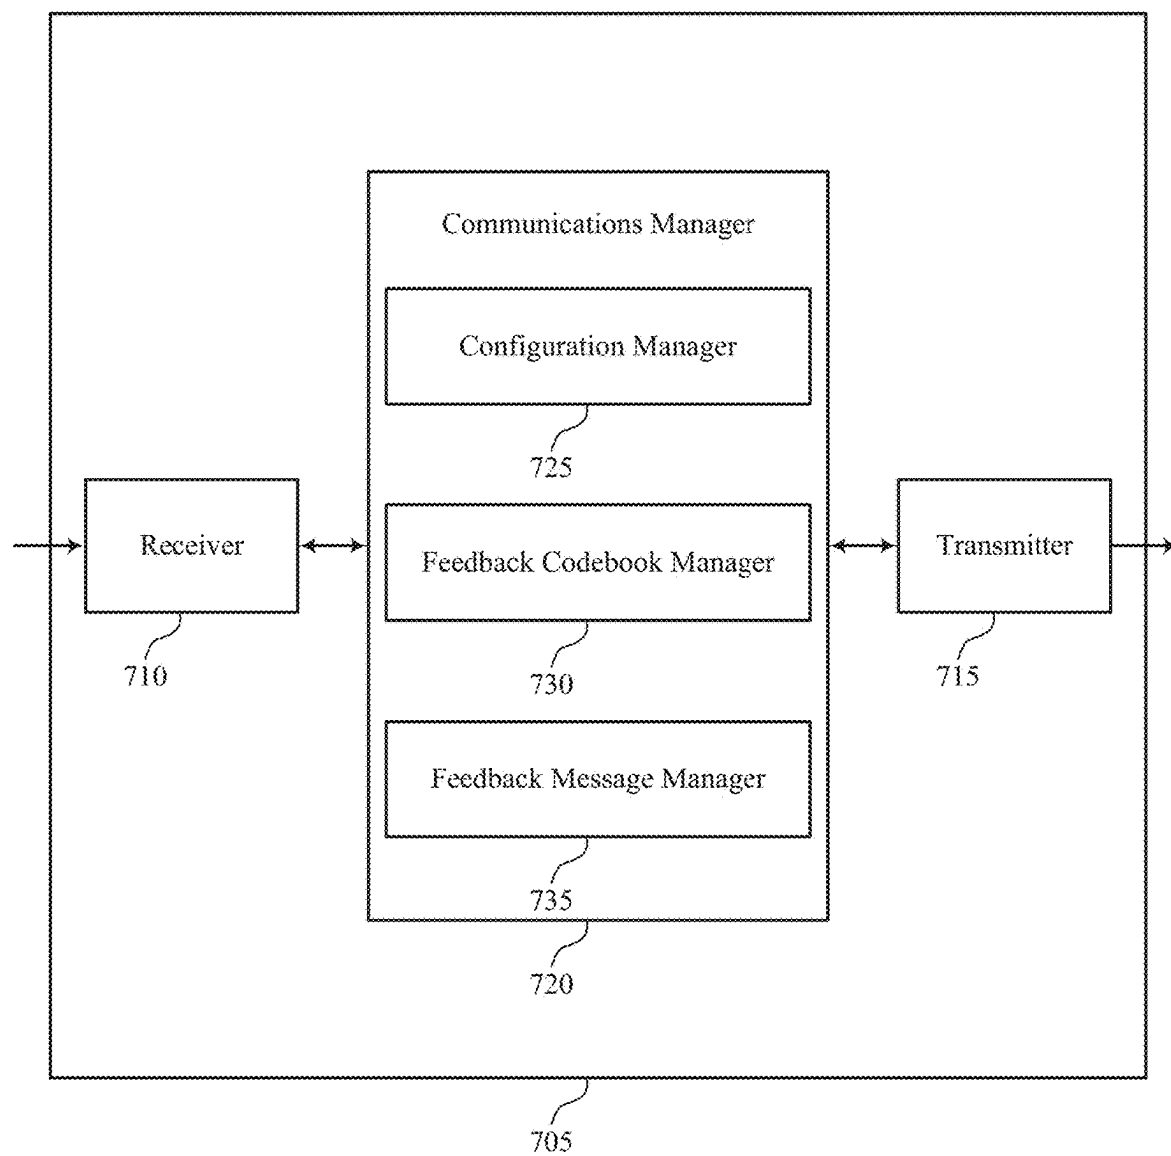 Communications Manager
Configuration Manager
725
Receiver
710
Feedback Codebook Manager
730
Transmitter
715
Feedback Message Manager
735
720
705